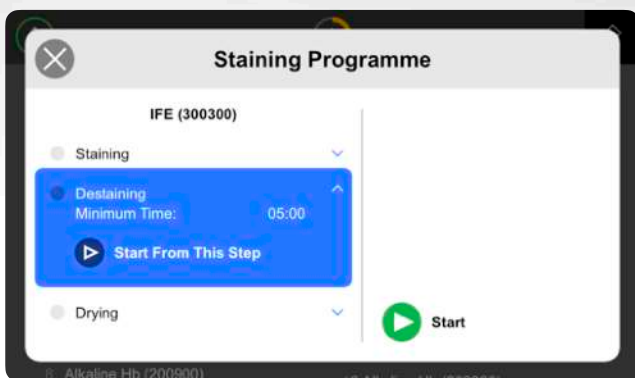 Staining Programme
IFE (300300)
Staining
Destaining
Minimum Time: 05:00
Start From This Step
Drying
Start
8 Alkaline Hb (200900)